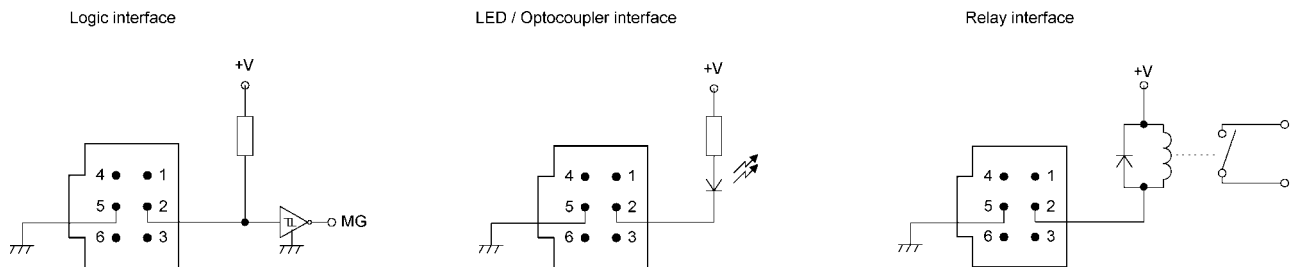 Logic interface
+V
4 1
5 2
6 3
MG
LED / Optocoupler interface
+V
4 1
5 2
6 3
Relay interface
+V
4 1
5 2
6 3